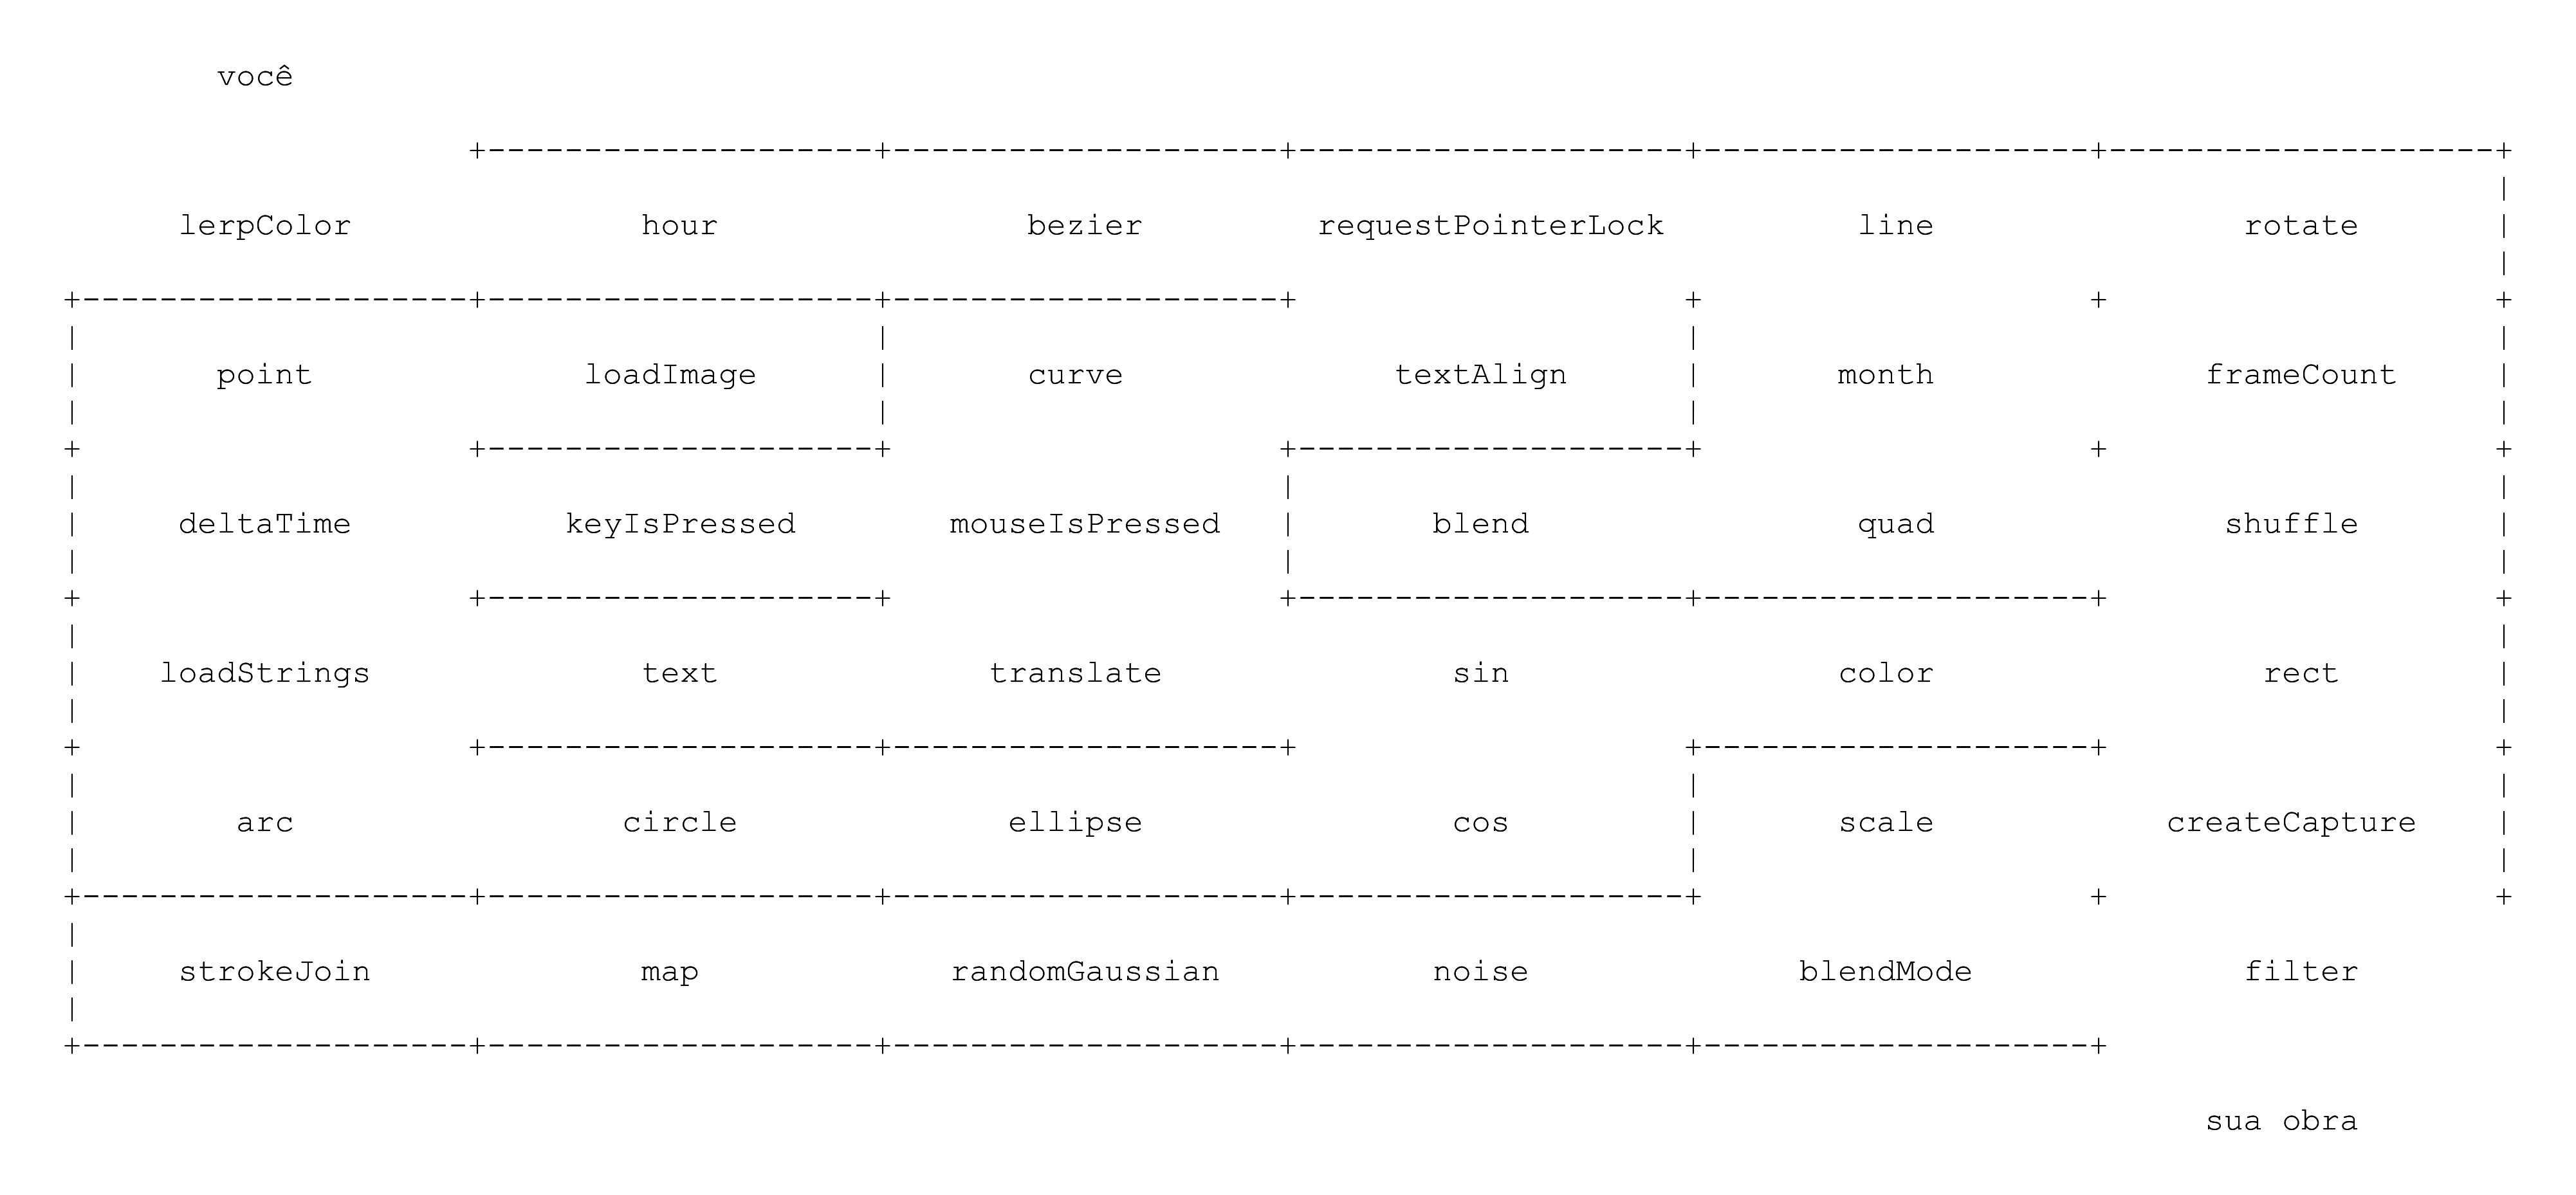 você
lerpColor hour bezier requestPointerLock line rotate
point loadImage curve textAlign month frameCount
deltaTime keyIsPressed mouseIsPressed blend quad shuffle
loadStrings text translate sin color rect
arc circle ellipse cos scale createCapture
strokeJoin map randomGaussian noise blendMode filter
sua obra